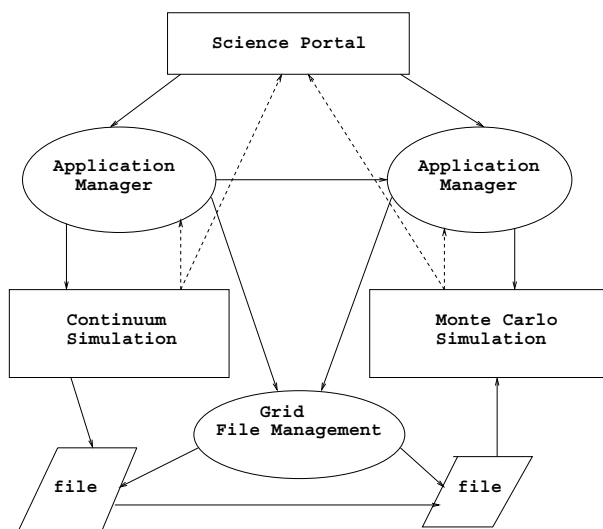 Science Portal
Application
Manager
Application
Manager
Continuum
Simulation
Monte Carlo
Simulation
Grid
File Management
file
file